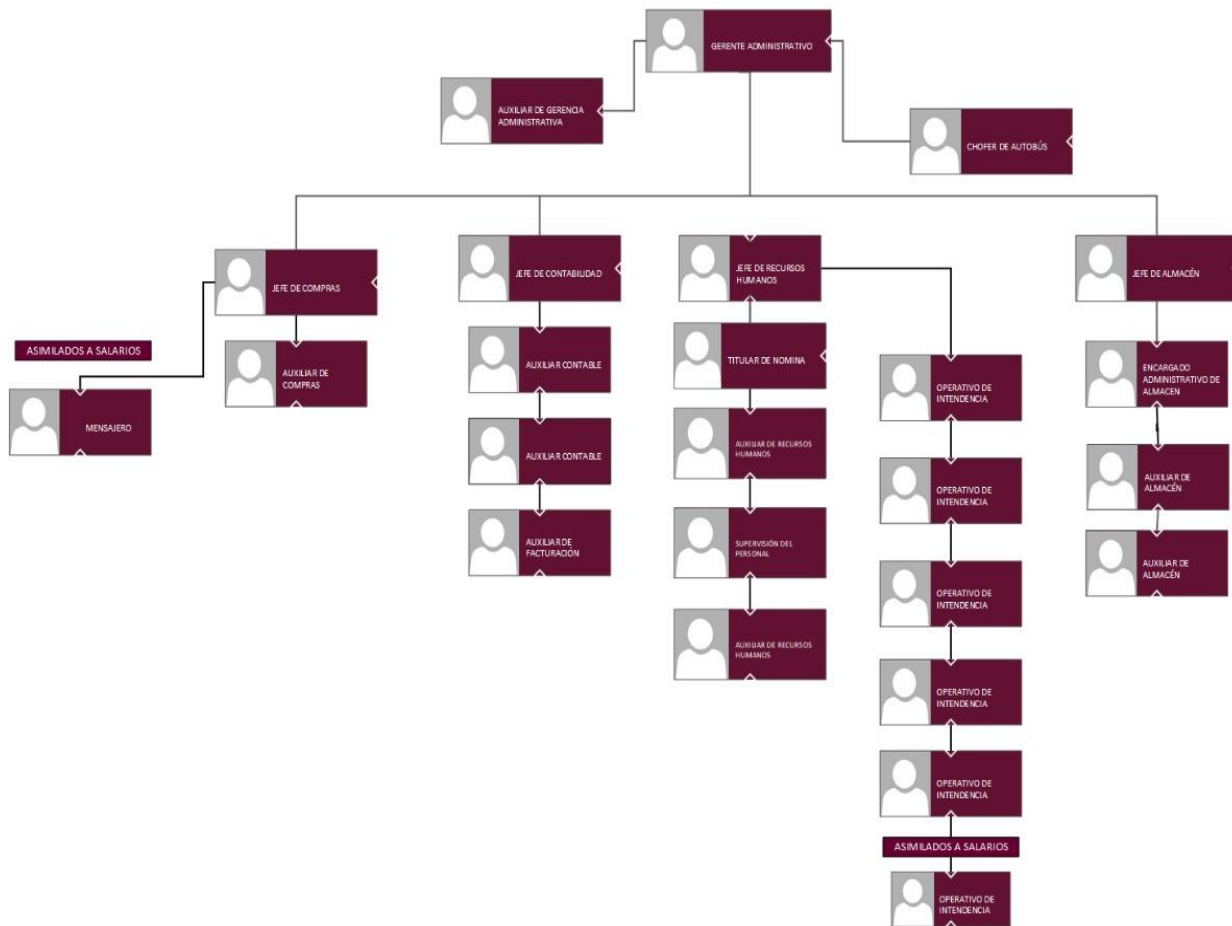 GERENTE ADMINISTRATIVO
AUXILIAR DE GERENCIA
ADMINISTRATIVA
CHOFER DE AUTOBÚS
JEFE DE COMPRAS
JEFE DE CONTABILIDAD
JEFE DE RECURSOS
HUMANOS
JEFE DE ALMACÉN
ASIMILADOS A SALARIOS
MENSAJERO
AUXILIAR DE
COMPRAS
AUXILIAR CONTABLE
AUXILIAR CONTABLE
AUXILIAR DE
FACTURACIÓN
TITULAR DE NOMINA
AUXILIAR DE RECURSOS
HUMANOS
SUPERVISIÓN DEL
PERSONAL
AUXILIAR DE RECURSOS
HUMANOS
OPERATIVO DE
INTENDENCIA
OPERATIVO DE
INTENDENCIA
OPERATIVO DE
INTENDENCIA
OPERATIVO DE
INTENDENCIA
OPERATIVO DE
INTENDENCIA
ASIMILADOS A SALARIOS
OPERATIVO DE
INTENDENCIA
ENCARGADO
ADMINISTRATIVO DE
ALMACEN
AUXILIAR DE
ALMACÉN
AUXILIAR DE
ALMACÉN